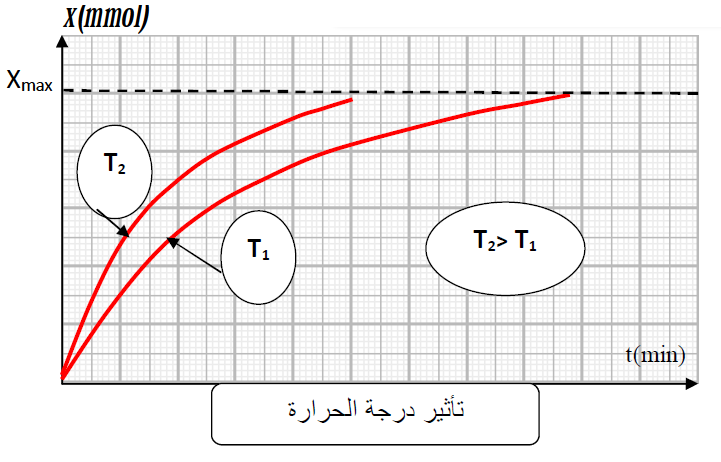 X(mmol)
Xmax
T2
T1
T2> T1
t(min)
تأثير درجة الحرارة